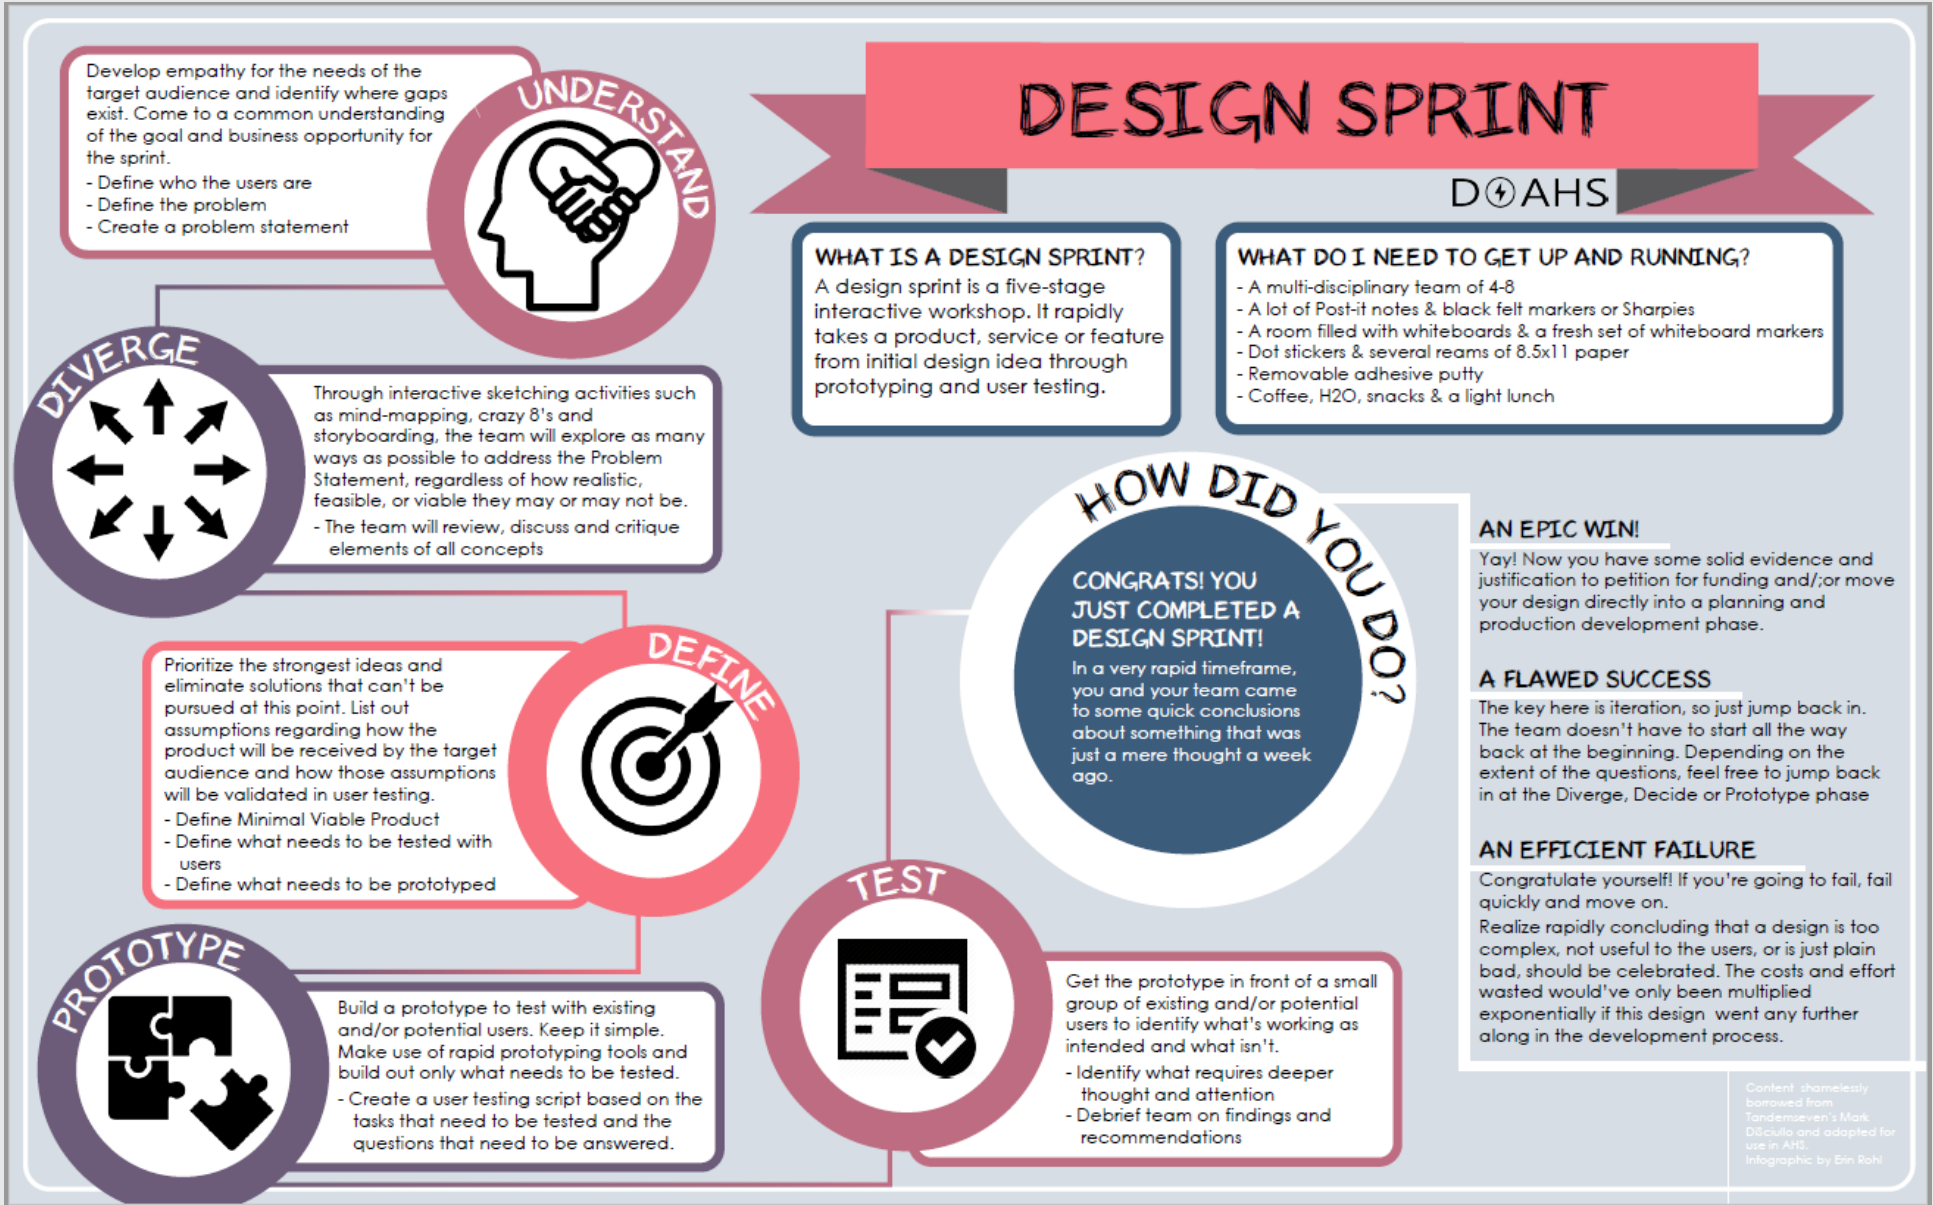 DESIGN SPRINT
D AHS
WHAT IS A DESIGN SPRINT?
A design sprint is a five-stage
interactive workshop. It rapidly
takes a product, service or feature
from initial design idea through
prototyping and user testing.
WHAT DO I NEED TO GET UP AND RUNNING?
- A multi-disciplinary team of 4-8
- A lot of Post-it notes & black felt markers or Sharpies
- A room filled with whiteboards & a fresh set of whiteboard markers
- Dot stickers & several reams of 8.5x11 paper
- Removable adhesive putty
- Coffee, H2O, snacks & a light lunch
UNDERSTAND
Develop empathy for the needs of the
target audience and identify where gaps
exist. Come to a common understanding
of the goal and business opportunity for
the sprint.
- Define who the users are
- Define the problem
- Create a problem statement
DIVERGE
Through interactive sketching activities such
as mind-mapping, crazy 8's and
storyboarding, the team will explore as many
ways as possible to address the Problem
Statement, regardless of how realistic,
feasible, or viable they may or may not be.
- The team will review, discuss and critique
elements of all concepts
DEFINE
Prioritize the strongest ideas and
eliminate solutions that can't be
pursued at this point. List out
assumptions regarding how the
product will be received by the target
audience and how those assumptions
will be validated in user testing.
- Define Minimal Viable Product
- Define what needs to be tested with
users
- Define what needs to be prototyped
PROTOTYPE
Build a prototype to test with existing
and/or potential users. Keep it simple.
Make use of rapid prototyping tools and
build out only what needs to be tested.
- Create a user testing script based on the
tasks that need to be tested and the
questions that need to be answered.
TEST
Get the prototype in front of a small
group of existing and/or potential
users to identify what's working as
intended and what isn't.
- Identify what requires deeper
thought and attention
- Debrief team on findings and
recommendations
HOW DID YOU DO?
CONGRATS! YOU
JUST COMPLETED A
DESIGN SPRINT!
In a very rapid timeframe,
you and your team came
to some quick conclusions
about something that was
just a mere thought a week
ago.
AN EPIC WIN!
Yay! Now you have some solid evidence and
justification to petition for funding and/;or move
your design directly into a planning and
production development phase.
A FLAWED SUCCESS
The key here is iteration, so just jump back in.
The team doesn't have to start all the way
back at the beginning. Depending on the
extent of the questions, feel free to jump back
in at the Diverge, Decide or Prototype phase
AN EFFICIENT FAILURE
Congratulate yourself! If you're going to fail, fail
quickly and move on.
Realize rapidly concluding that a design is too
complex, not useful to the users, or is just plain
bad, should be celebrated. The costs and effort
wasted would've only been multiplied
exponentially if this design went any further
along in the development process.
Content shamelessly
borrowed from
Tandemseven's Mark
DiSciullo and adapted for
use in AHS.
Infographic by Erin Rohl